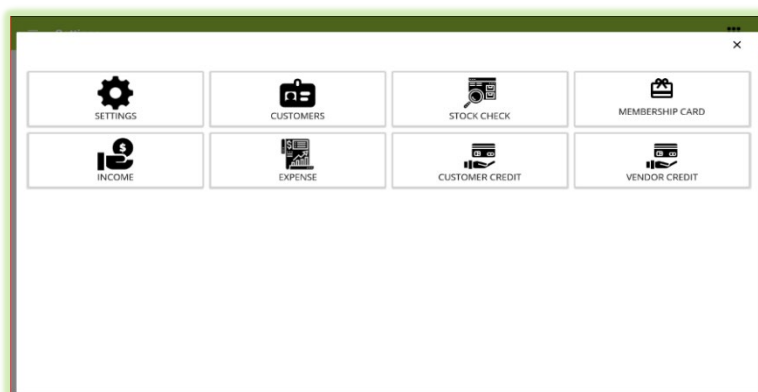 ×
SETTINGS
CUSTOMERS
STOCK CHECK
MEMBERSHIP CARD
INCOME
EXPENSE
CUSTOMER CREDIT
VENDOR CREDIT